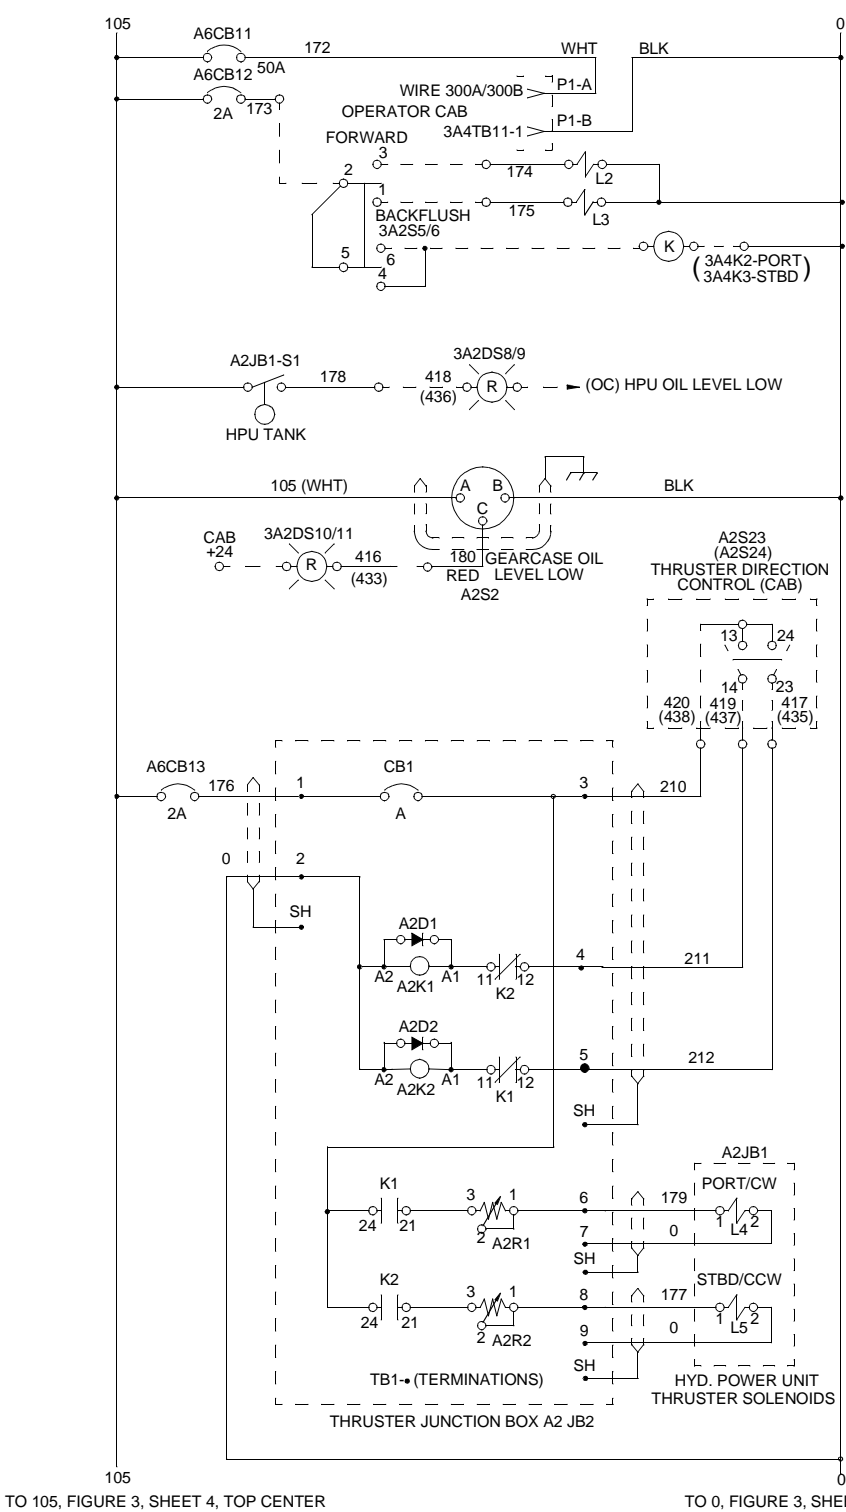 105
0
A6CB11
172
WHT
BLK
50A
A6CB12
WIRE 300A/300B
P1-A
2A
173
OPERATOR CAB
3A4TB11-1
P1-B
FORWARD
3
2
174
L2
1
175
L3
BACKFLUSH
3A2S5/6
5
6
4
K
(3A4K2-PORT
3A4K3-STBD)
A2JB1-S1
3A2DS8/9
178
418
(436)
R
(OC) HPU OIL LEVEL LOW
HPU TANK
105 (WHT)
A
B
C
BLK
CAB
+24
3A2DS10/11
R
416
(433)
180
RED
GEARCASE OIL
LEVEL LOW
A2S2
A2S23
(A2S24)
THRUSTER DIRECTION
CONTROL (CAB)
13
24
14
23
420
(438)
419
(437)
417
(435)
A6CB13
176
2A
1
CB1
A
3
210
0
2
SH
A2D1
A2
A2K1
A1
11
12
K2
4
211
A2D2
A2
A2K2
A1
11
12
K1
5
212
SH
A2JB1
K1
24
21
3
1
2
A2R1
6
179
PORT/CW
1
2
L4
7
0
SH
K2
24
21
3
1
2
A2R2
8
177
STBD/CCW
1
2
L5
9
0
SH
TB1-• (TERMINATIONS)
HYD. POWER UNIT
THRUSTER SOLENOIDS
THRUSTER JUNCTION BOX A2 JB2
105
0
TO 105, FIGURE 3, SHEET 4, TOP CENTER
TO 0, FIGURE 3, SHE